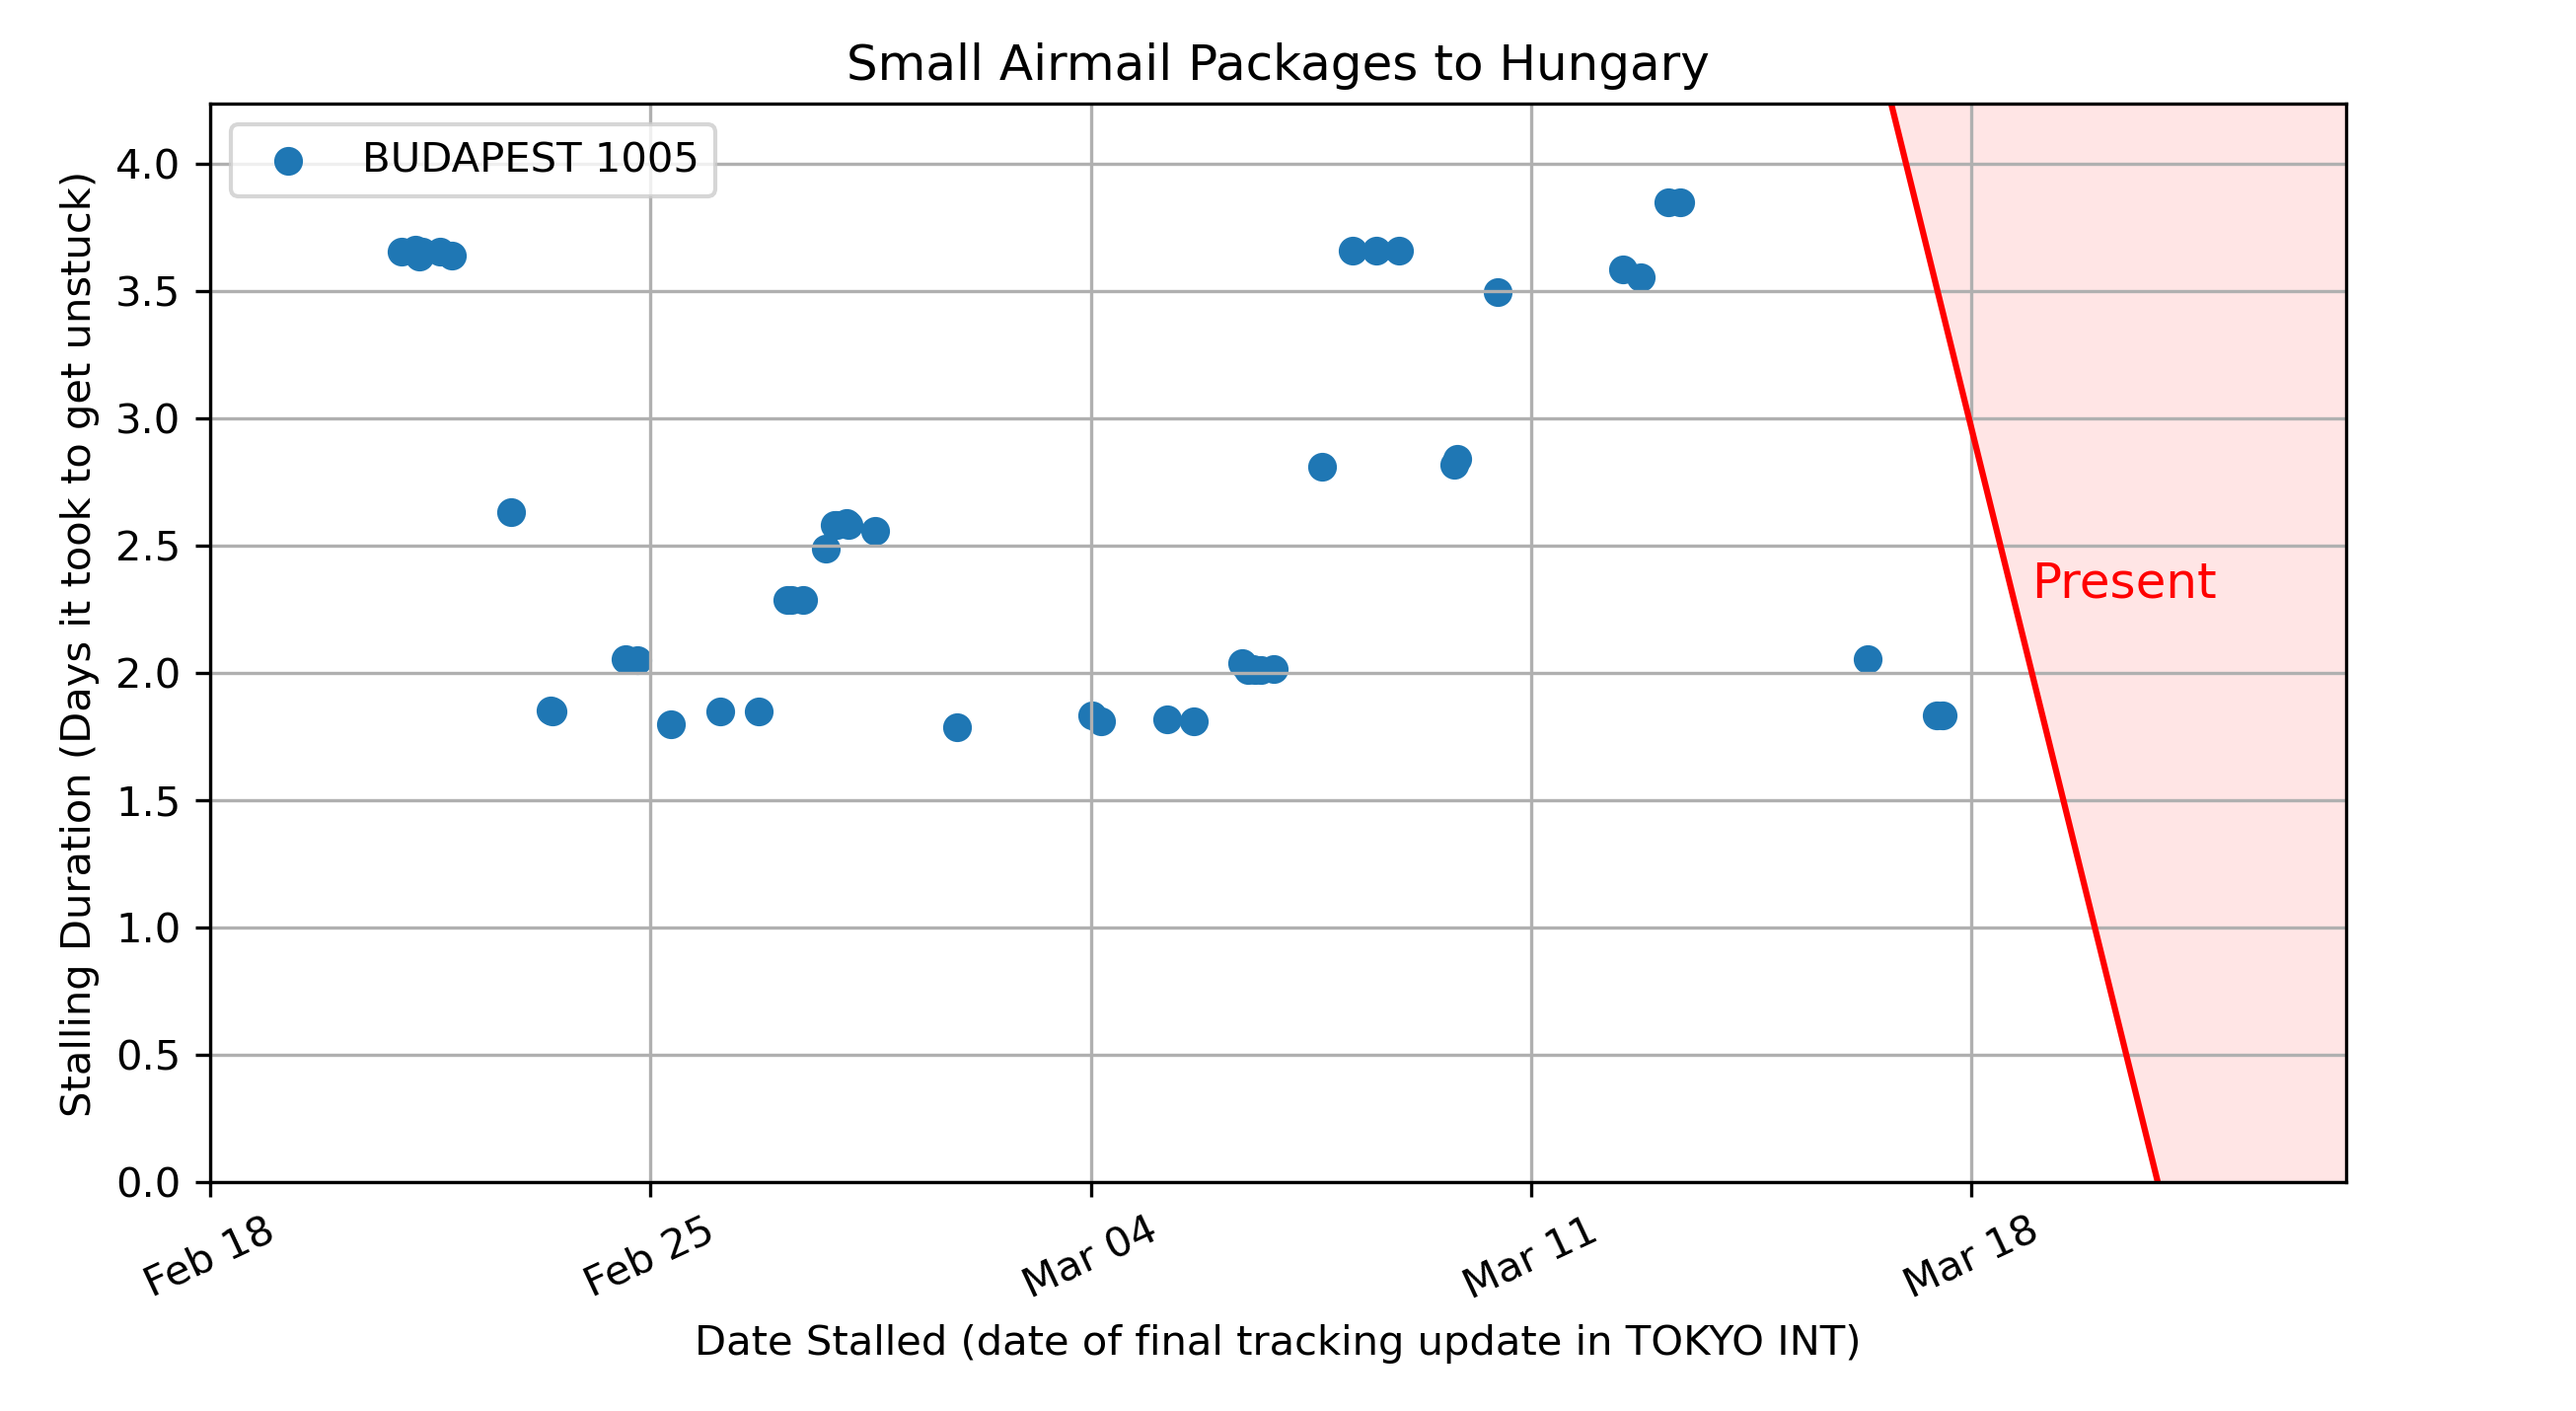 Small Airmail Packages to Hungary
BUDAPEST 1005
Stalling Duration (Days it took to get unstuck)
4.0
3.5
3.0
2.5
2.0
1.5
1.0
0.5
0.0
Present
Feb 18
Feb 25
Mar 04
Mar 11
Mar 18
Date Stalled (date of final tracking update in TOKYO INT)